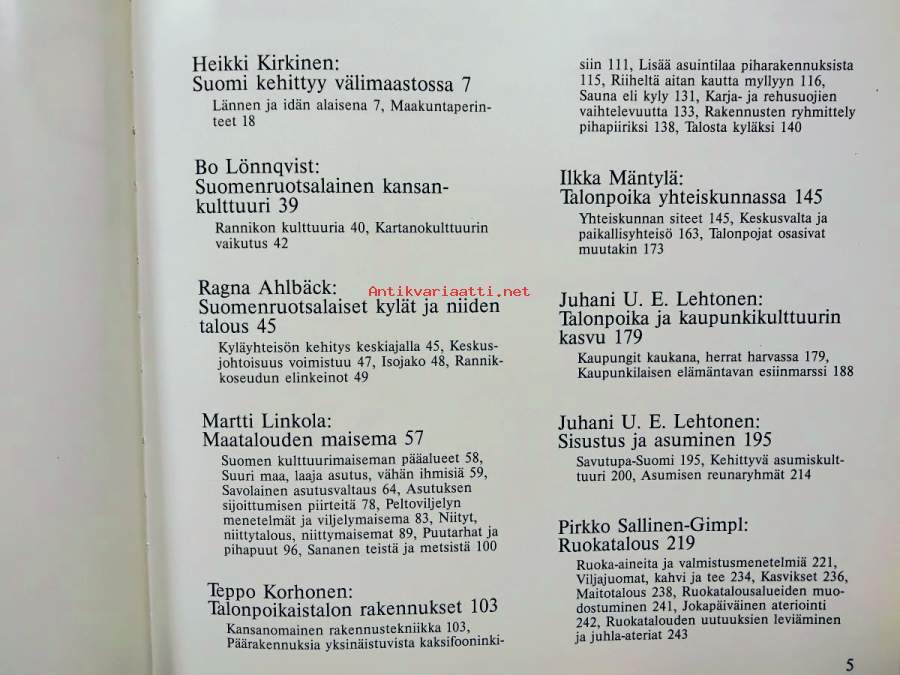 Heikki Kirkinen:
Suomi kehittyy välimaastossa 7
Lännen ja idän alaisena 7, Maakuntaperin-
teet 18
Bo Lönnqvist:
Suomenruotsalainen kansan-
kulttuuri 39
Rannikon kulttuuria 40, Kartanokulttuurin
vaikutus 42
Ragna Ahlbäck:
Suomenruotsalaiset kylät ja niiden
talous 45
Kyläyhteisön kehitys keskiajalla 45, Keskus-
johtoisuus voimistuu 47, Isojako 48, Rannik-
koseudun elinkeinot 49
Martti Linkola:
Maatalouden maisema 57
Suomen kulttuurimaiseman pääalueet 58,
Suuri maa, laaja asutus, vähän ihmisiä 59,
Savolainen asutusvaltaus 64, Asutuksen
sijoittumisen piirteitä 78, Peltoviljelyn
menetelmät ja viljelymaisema 83, Niityt,
niittytalous, niittymaisemat 89, Puutarhat ja
pihapuut 96, Sananen teistä ja metsistä 100
Teppo Korhonen:
Talonpoikaistalon rakennukset 103
Kansanomainen rakennustekniikka 103,
Päärakennuksia yksinäistuvista kaksifooninki-
siin 111, Lisää asuintilaa piharakennuksista
115, Riiheltä aitan kautta myllyyn 116,
Sauna eli kyly 131, Karja- ja rehusuojien
vaihtelevuutta 133, Rakennusten ryhmittely
pihapiiriksi 138, Talosta kyläksi 140
Ilkka Mäntylä:
Talonpoika yhteiskunnassa 145
Yhteiskunnan siteet 145, Keskusvalta ja
paikallisyhteisö 163, Talonpojat osasivat
muutakin 173
Juhani U. E. Lehtonen:
Talonpoika ja kaupunkikulttuurin
kasvu 179
Kaupungit kaukana, herrat harvassa 179,
Kaupunkilaisen elämäntavan esiinmarssi 188
Juhani U. E. Lehtonen:
Sisustus ja asuminen 195
Savutupa-Suomi 195, Kehittyvä asumiskult-
tuuri 200, Asumisen reunaryhmät 214
Pirkko Sallinen-Gimpl:
Ruokatalous 219
Ruoka-aineita ja valmistusmenetelmiä 221,
Viljajuomat, kahvi ja tee 234, Kasvikset 236,
Maitotalous 238, Ruokatalousalueiden muo-
dostuminen 241, Jokapäiväinen ateriointi
242, Ruokatalouden uutuuksien leviäminen
ja juhla-ateriat 243
5
Antikvariaatti.net